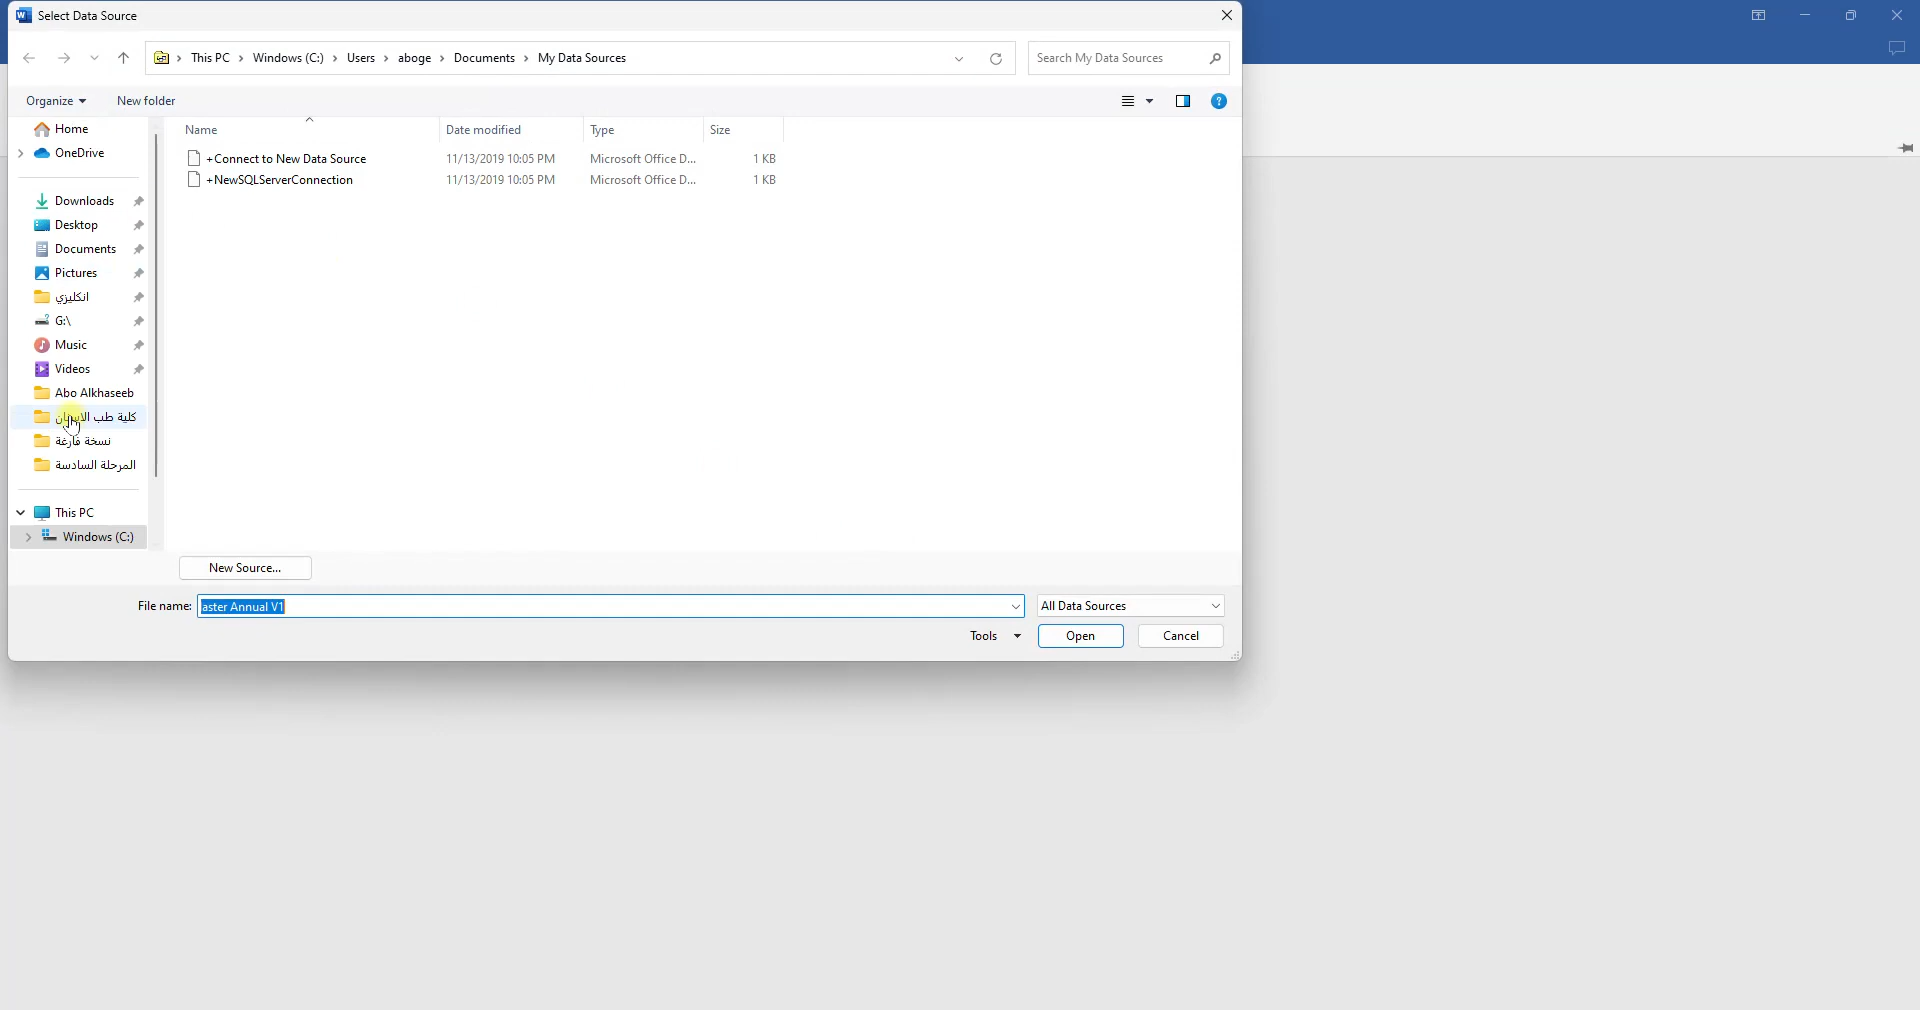 Select Data Source
This PC > Windows (C:) > Users > aboge > Documents > My Data Sources
Search My Data Sources
Organize
New folder
Name
Date modified
Type
Size
+Connect to New Data Source 11/13/2019 10:05 PM Microsoft Office D... 1 KB
+NewSQLServerConnection 11/13/2019 10:05 PM Microsoft Office D... 1 KB
Home
OneDrive
Downloads
Desktop
Documents
Pictures
انكليزي
G:\
Music
Videos
Abo Alkhaseeb
كلية طب الاسنان
نسخة فارغة
المرحلة السادسة
This PC
Windows (C:)
New Source...
File name: aster Annual V1
All Data Sources
Tools
Open
Cancel